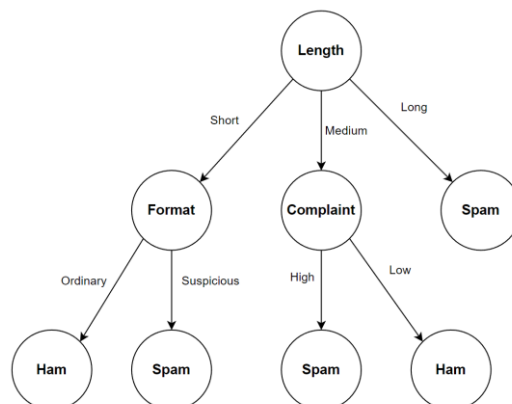 Length
Short
Medium
Long
Format
Complaint
Spam
Ordinary
Suspicious
High
Low
Ham
Spam
Spam
Ham